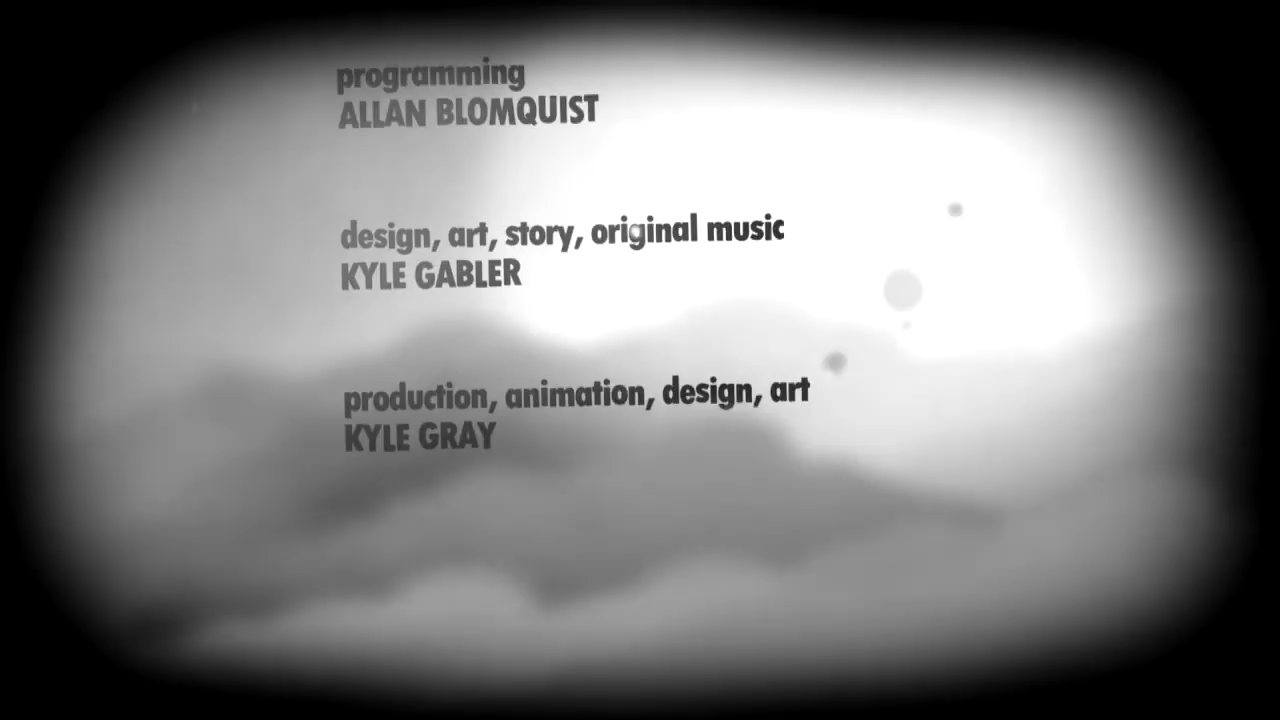 programming
ALLAN BLOMQUIST
design, art, story, original music
KYLE GABLER
production, animation, design, art
KYLE GRAY